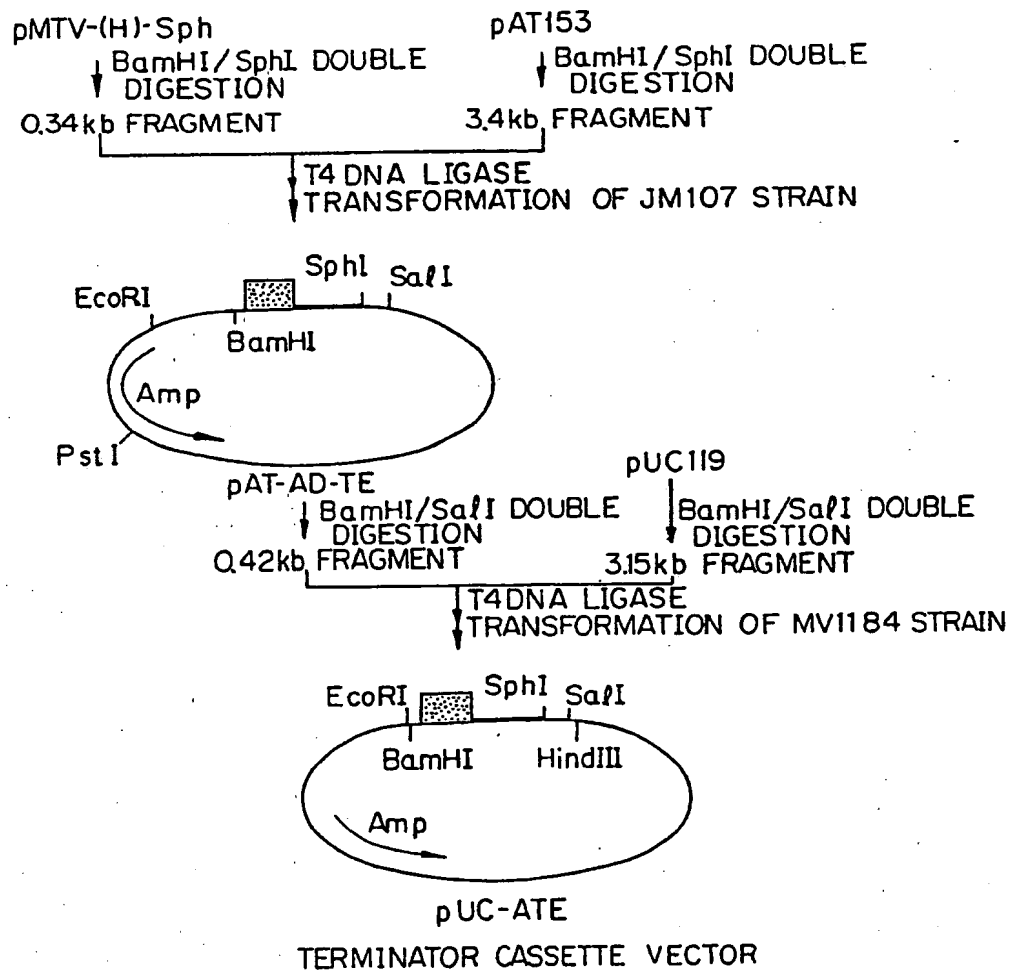 pMTV-(H)-Sph
pAT153
BamHI/SphI DOUBLE
DIGESTION
BamHI/SphI DOUBLE
DIGESTION
0.34kb FRAGMENT
3.4kb FRAGMENT
T4 DNA LIGASE
TRANSFORMATION OF JM107 STRAIN
EcoRI
SphI
SalI
BamHI
Amp
PstI
pAT-AD-TE
pUC119
BamHI/SalI DOUBLE
DIGESTION
BamHI/SalI DOUBLE
DIGESTION
0.42kb FRAGMENT
3.15kb FRAGMENT
T4 DNA LIGASE
TRANSFORMATION OF MV1184 STRAIN
EcoRI
SphI
SalI
BamHI
HindIII
Amp
pUC-ATE
TERMINATOR CASSETTE VECTOR